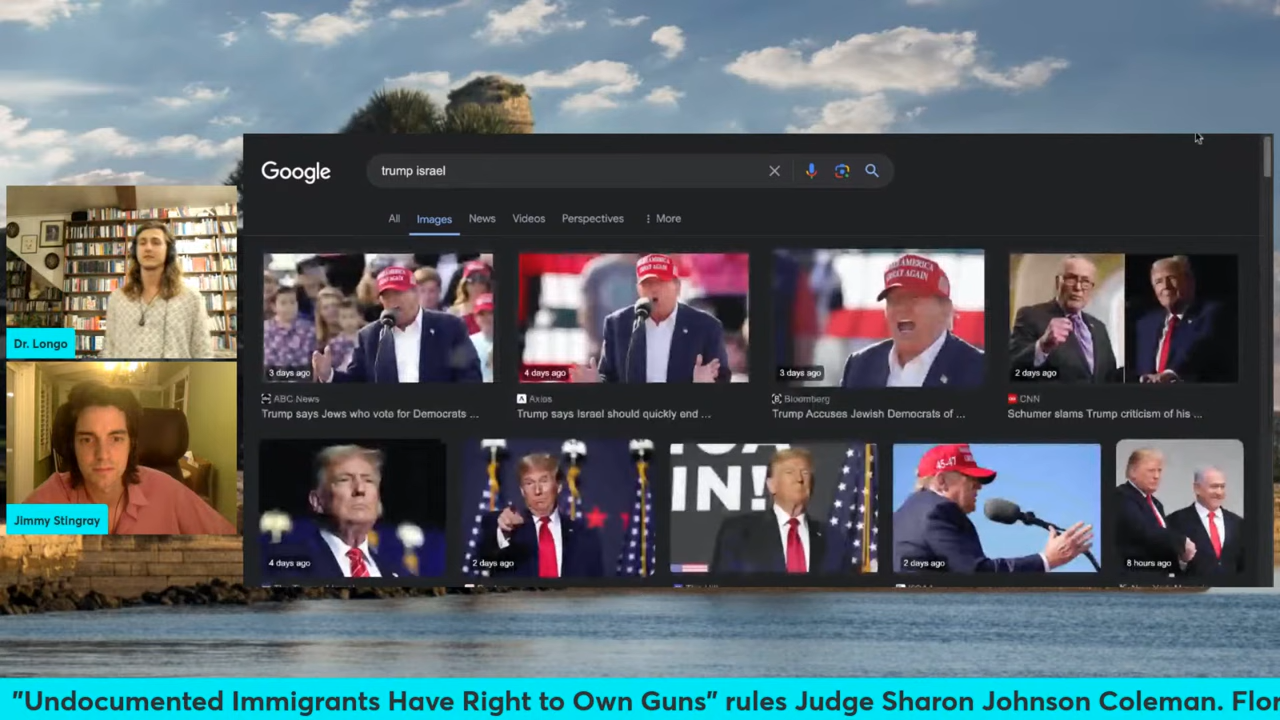 Google
trump israel
All
Images
News
Videos
Perspectives
More
3 days ago
4 days ago
3 days ago
2 days ago
ABC News
Axios
Bloomberg
CNN
Trump says Jews who vote for Democrats ...
Trump says Israel should quickly end ...
Trump Accuses Jewish Democrats of ...
Schumer slams Trump criticism of his ...
IN!
45-47
4 days ago
2 days ago
2 days ago
8 hours ago
Dr. Longo
Jimmy Stingray
"Undocumented Immigrants Have Right to Own Guns" rules Judge Sharon Johnson Coleman. Flor